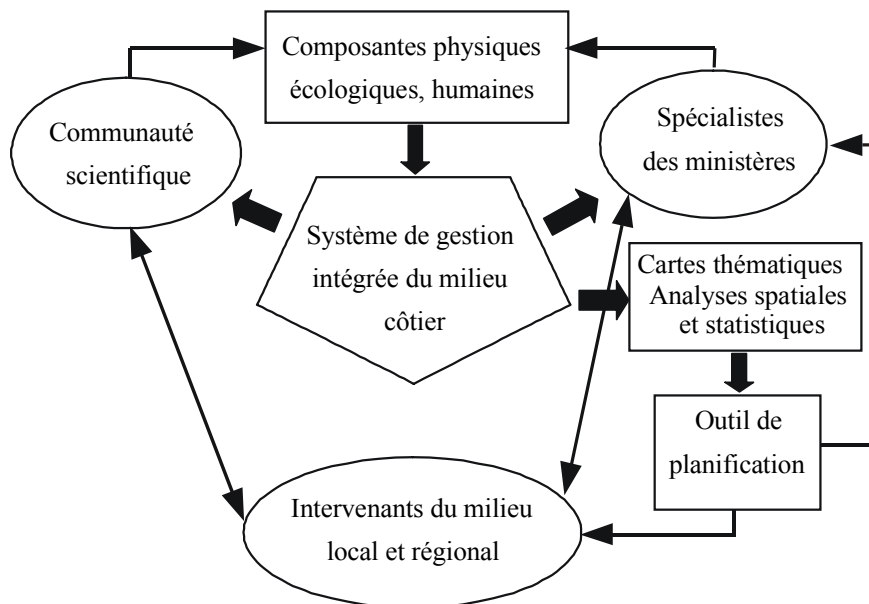 Composantes physiques
écologiques, humaines
Communauté
scientifique
Spécialistes
des ministères
Système de gestion
intégrée du milieu
côtier
Cartes thématiques
Analyses spatiales
et statistiques
Outil de
planification
Intervenants du milieu
local et régional